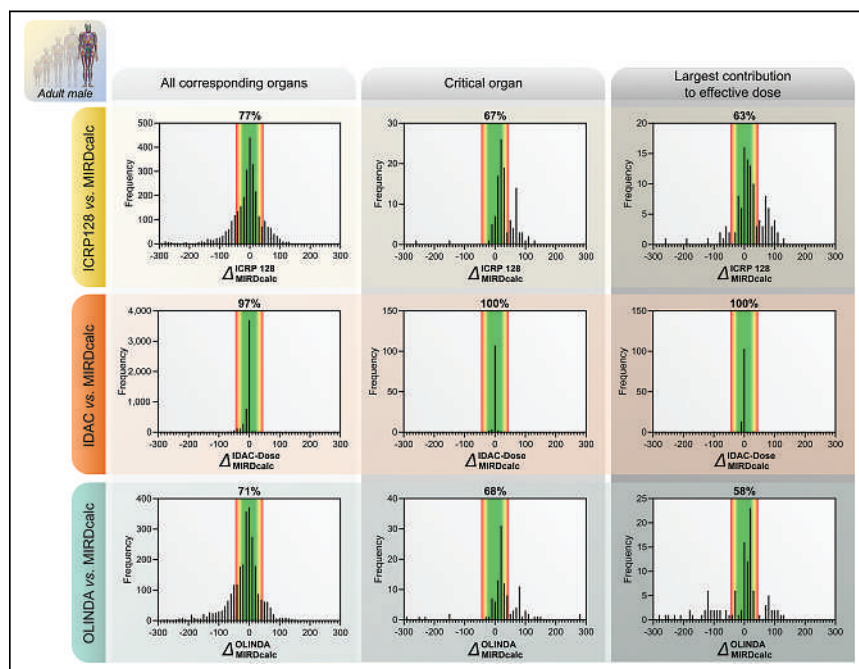 Adult male
All corresponding organs
Critical organ
Largest contribution
to effective dose
ICRP128 vs. MIRDcalc
77%
Frequency
500
400
300
200
100
0
-300 -200 -100 0 100 200 300
Δ ICRP 128
MIRDcalc
67%
Frequency
30
20
10
0
-300 -200 -100 0 100 200 300
Δ ICRP 128
MIRDcalc
63%
Frequency
20
15
10
5
0
-300 -200 -100 0 100 200 300
Δ ICRP 128
MIRDcalc
IDAC vs. MIRDcalc
97%
Frequency
4,000
3,000
2,000
1,000
0
-300 -200 -100 0 100 200 300
Δ IDAC-Dose
MIRDcalc
100%
Frequency
150
100
50
0
-300 -200 -100 0 100 200 300
Δ IDAC-Dose
MIRDcalc
100%
Frequency
150
100
50
0
-300 -200 -100 0 100 200 300
Δ IDAC-Dose
MIRDcalc
OLINDA vs. MIRDcalc
71%
Frequency
400
300
200
100
0
-300 -200 -100 0 100 200 300
Δ OLINDA
MIRDcalc
68%
Frequency
40
30
20
10
0
-300 -200 -100 0 100 200 300
Δ OLINDA
MIRDcalc
58%
Frequency
25
20
15
10
5
0
-300 -200 -100 0 100 200 300
Δ OLINDA
MIRDcalc